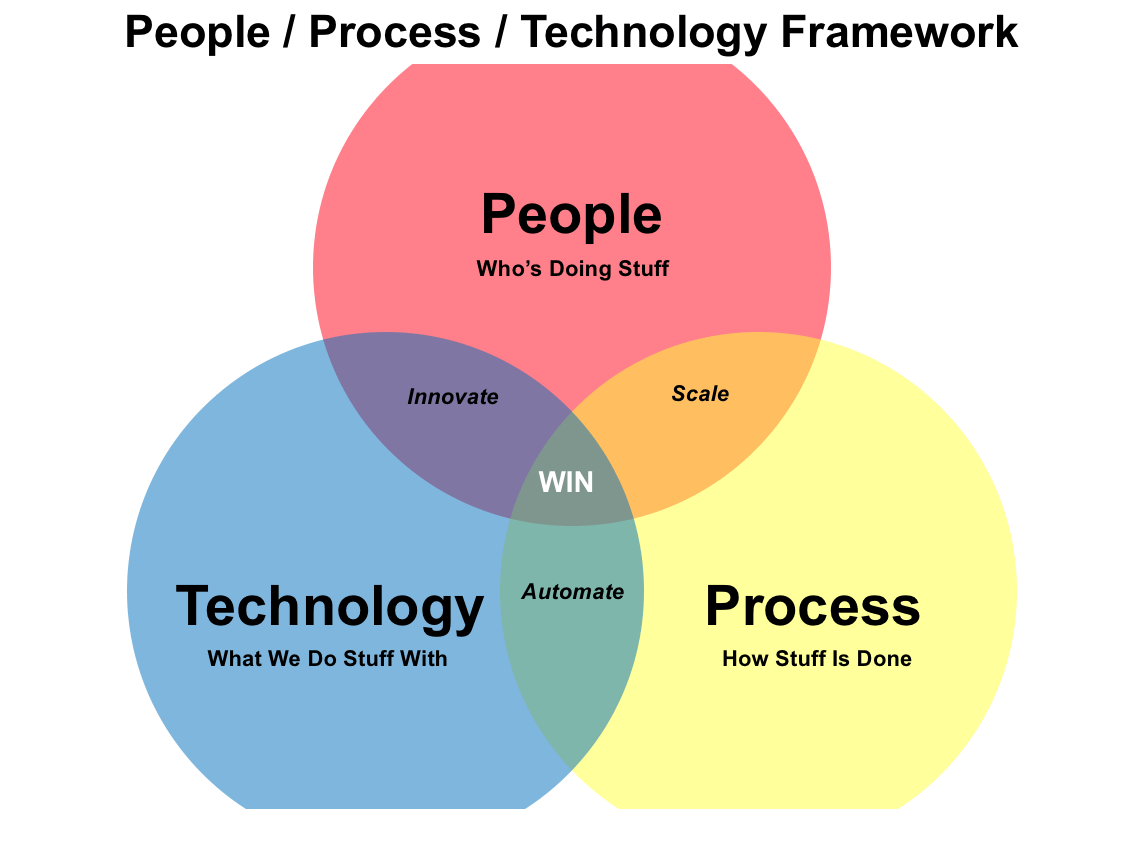 People / Process / Technology Framework
People
Who’s Doing Stuff
Innovate
Scale
WIN
Automate
Technology
What We Do Stuff With
Process
How Stuff Is Done